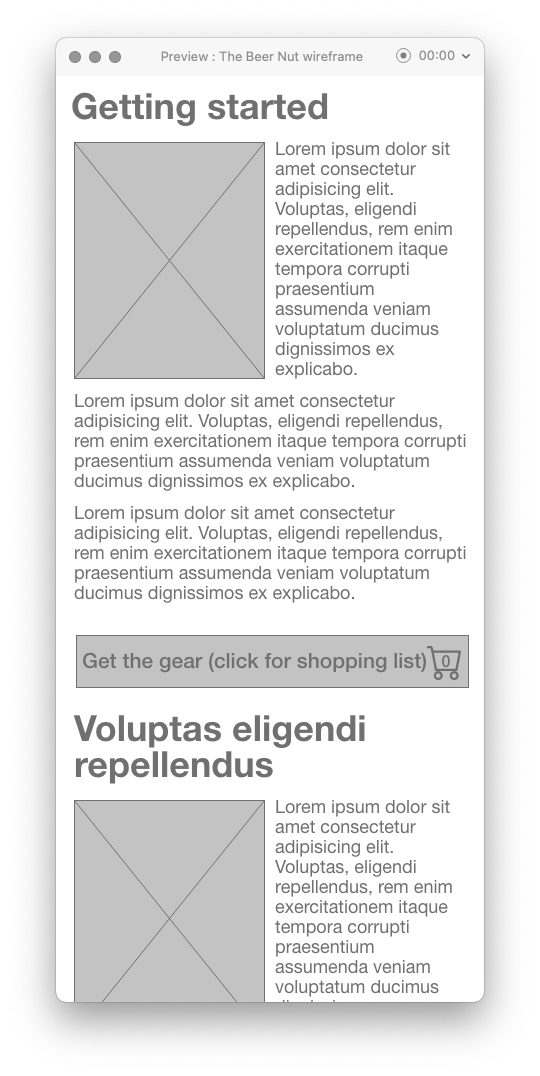 Preview : The Beer Nut wireframe
00:00
Getting started
Lorem ipsum dolor sit
amet consectetur
adipisicing elit.
Voluptas, eligendi
repellendus, rem enim
exercitationem itaque
tempora corrupti
praesentium
assumenda veniam
voluptatum ducimus
dignissimos ex
explicabo.
Lorem ipsum dolor sit amet consectetur
adipisicing elit. Voluptas, eligendi repellendus,
rem enim exercitationem itaque tempora corrupti
praesentium assumenda veniam voluptatum
ducimus dignissimos ex explicabo.
Lorem ipsum dolor sit amet consectetur
adipisicing elit. Voluptas, eligendi repellendus,
rem enim exercitationem itaque tempora corrupti
praesentium assumenda veniam voluptatum
ducimus dignissimos ex explicabo.
Get the gear (click for shopping list)
0
Voluptas eligendi
repellendus
Lorem ipsum dolor sit
amet consectetur
adipisicing elit.
Voluptas, eligendi
repellendus, rem enim
exercitationem itaque
tempora corrupti
praesentium
assumenda veniam
voluptatum ducimus